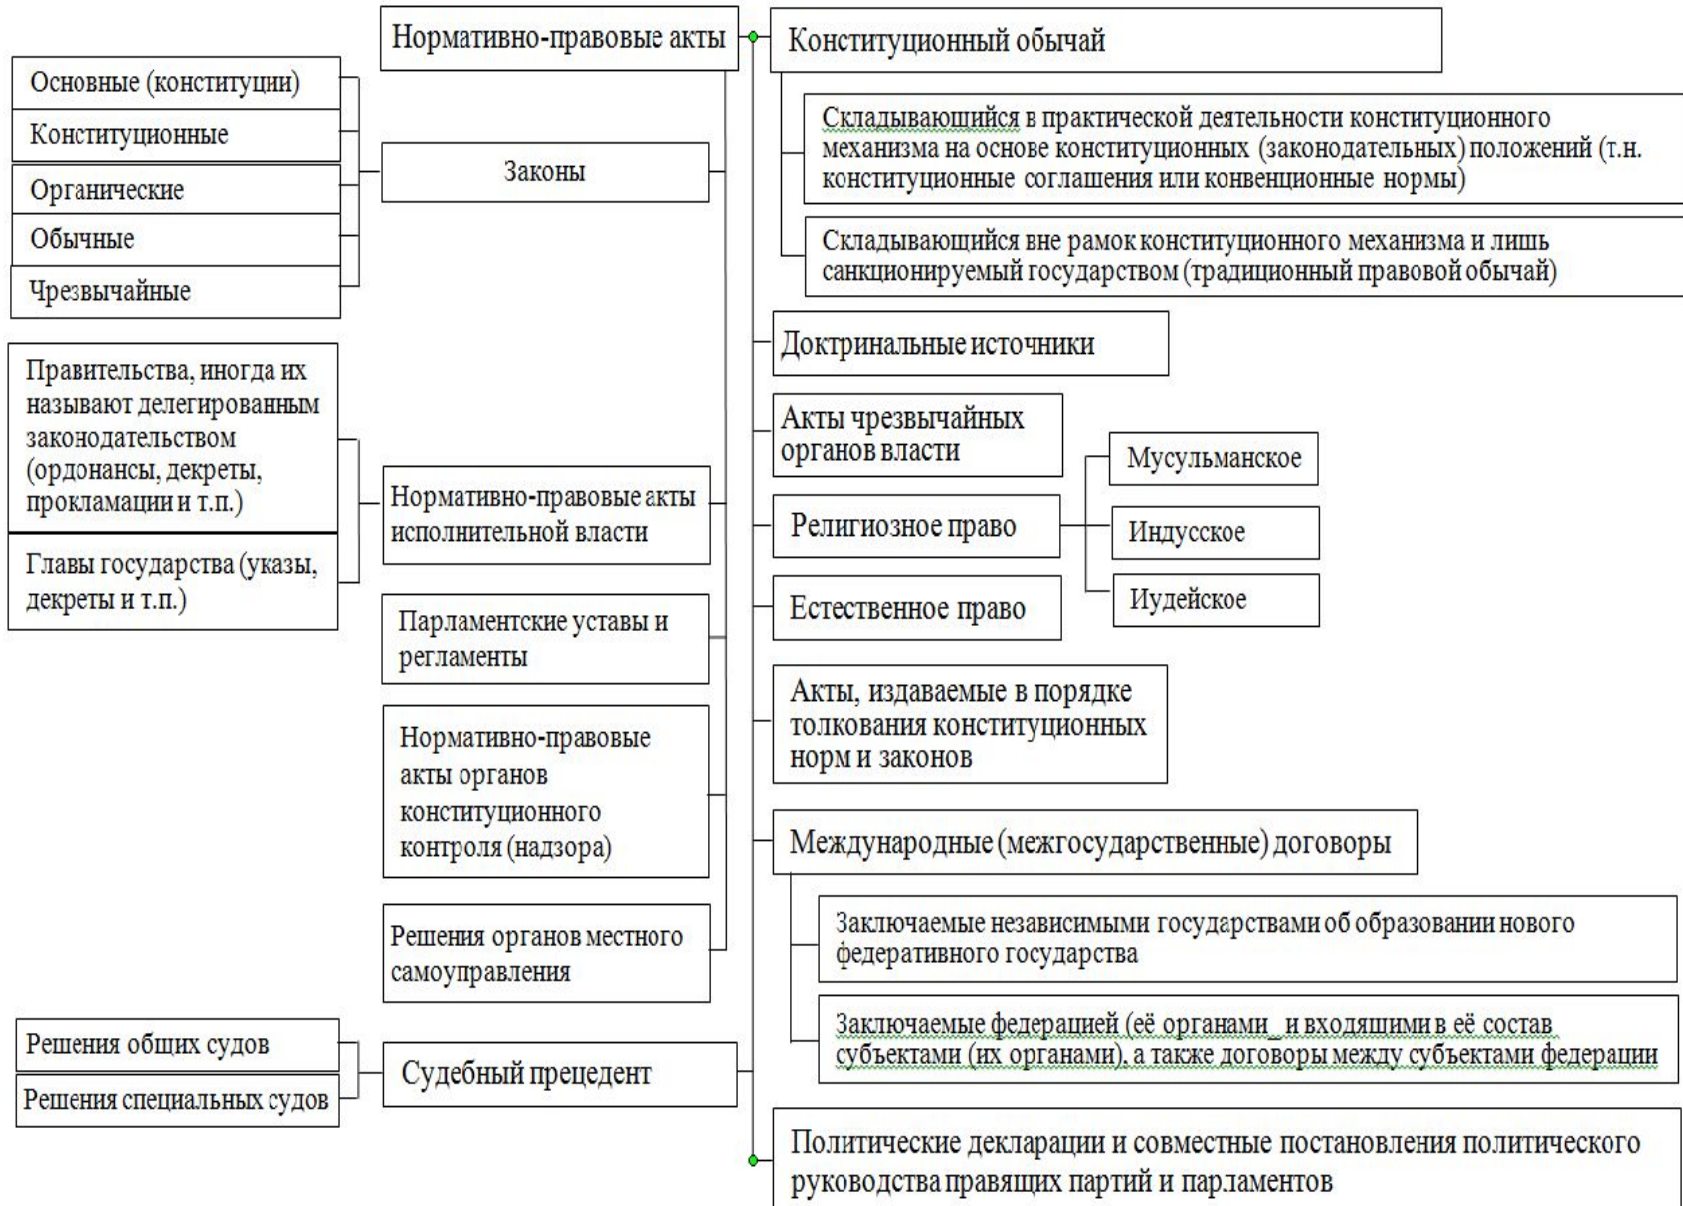 Нормативно-правовые акты
Основные (конституции)
Конституционные
Органические
Обычные
Чрезвычайные
Законы
Правительства, иногда их
называют делегированным
законодательством
(ордонансы, декреты,
прокламации и т.п.)
Главы государства (указы,
декреты и т.п.)
Нормативно-правовые акты
исполнительной власти
Парламентские уставы и
регламенты
Нормативно-правовые
акты органов
конституционного
контроля (надзора)
Решения органов местного
самоуправления
Решения общих судов
Решения специальных судов
Судебный прецедент
Конституционный обычай
Складывающийся в практической деятельности конституционного
механизма на основе конституционных (законодательных) положений (т.н.
конституционные соглашения или конвенционные нормы)
Складывающийся вне рамок конституционного механизма и лишь
санкционируемый государством (традиционный правовой обычай)
Доктринальные источники
Акты чрезвычайных
органов власти
Религиозное право
Мусульманское
Индусское
Иудейское
Естественное право
Акты, издаваемые в порядке
толкования конституционных
норм и законов
Международные (межгосударственные) договоры
Заключаемые независимыми государствами об образовании нового
федеративного государства
Заключаемые федерацией (её органами_ и входящими в её состав
субъектами (их органами), а также договоры между субъектами федерации
Политические декларации и совместные постановления политического
руководства правящих партий и парламентов